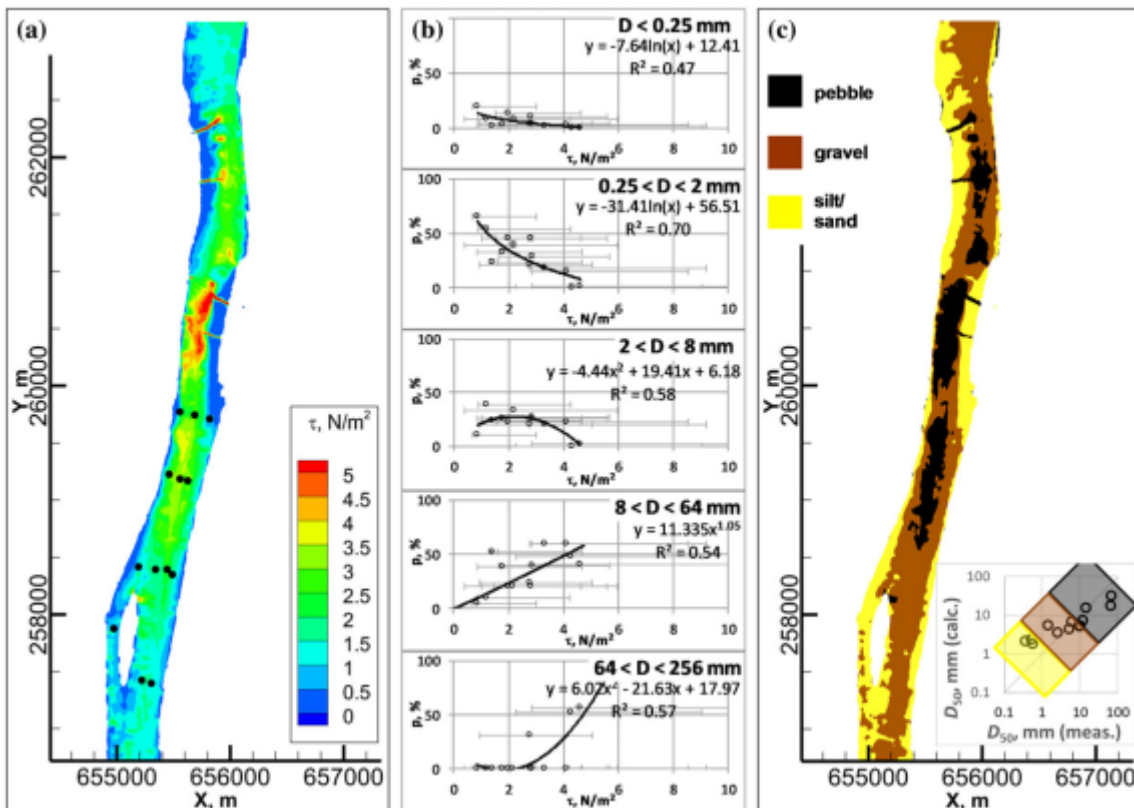 (a)
262000
260000
258000
Y, m
655000 656000 657000
X, m
τ, N/m²
5
4.5
4
3.5
3
2.5
2
1.5
1
0.5
0
(b)
D < 0.25 mm
y = -7.64ln(x) + 12.41
R² = 0.47
p, %
50
0
0 2 4 6 8 10
τ, N/m²
0.25 < D < 2 mm
y = -31.41ln(x) + 56.51
R² = 0.70
p, %
100
50
0
0 2 4 6 8 10
τ, N/m²
2 < D < 8 mm
y = -4.44x² + 19.41x + 6.18
R² = 0.58
p, %
100
50
0
0 2 4 6 8 10
τ, N/m²
8 < D < 64 mm
y = 11.335x^1.05
R² = 0.54
p, %
100
50
0
0 2 4 6 8 10
τ, N/m²
64 < D < 256 mm
y = 6.07x² - 21.63x + 17.97
R² = 0.57
p, %
100
50
0
0 2 4 6 8 10
τ, N/m²
(c)
pebble
gravel
silt/
sand
262000
260000
258000
Y, m
655000 656000 657000
X, m
D50, mm (calc.)
100
10
1
0.1
0.1 1 10 100
D50, mm (meas.)